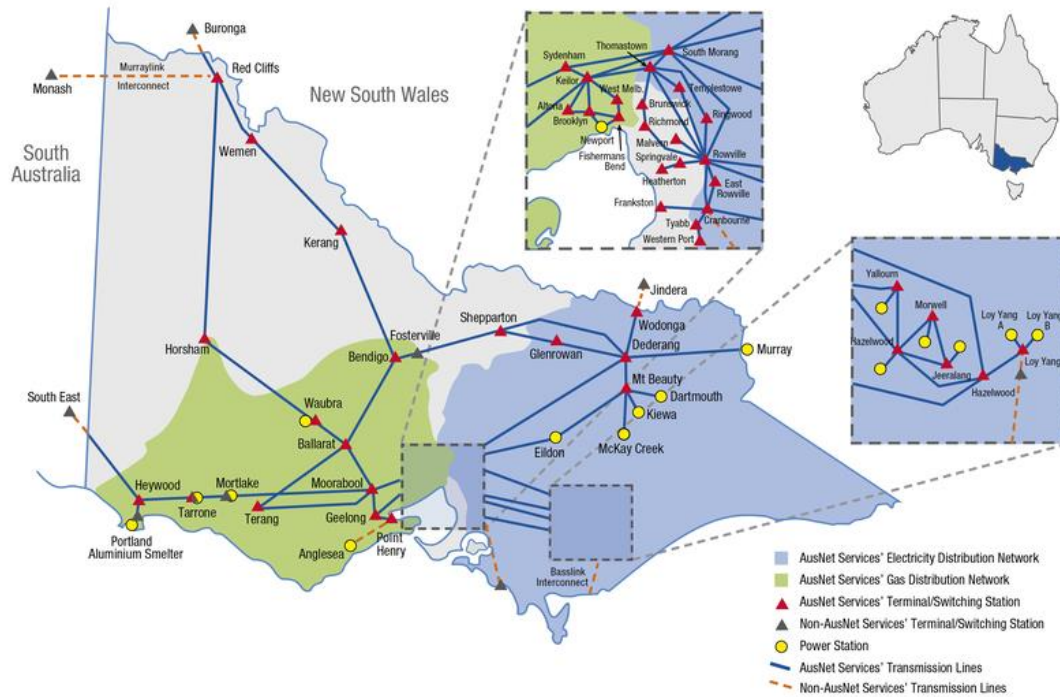 Buronga
Red Cliffs
Murraylink
Interconnect
Monash
New South Wales
South
Australia
Wemen
Kerang
Horsham
Bendigo
Fosterville
Shepparton
Glenrowan
Jindera
Wodonga
Dederang
Murray
Mt Beauty
Dartmouth
Kiewa
McKay Creek
Eildon
South East
Waubra
Ballarat
Heywood
Mortlake
Moorabool
Tarrone
Terang
Geelong
Portland
Aluminium Smelter
Anglesea
Point
Henry
Basslink
Interconnect
Thomastown
South Morang
Sydenham
Keilor
West Melb.
Templestowe
Altona
Brooklyn
Brunswick
Ringwood
Newport
Richmond
Fishermans
Bend
Malvern
Springvale
Rowville
Heatherton
East
Rowville
Frankston
Cranbourne
Tyabb
Western Port
Yallourn
Morwell
Loy Yang
A
Loy Yang
B
Hazelwood
Jeeralang
Loy Yang
Hazelwood
AusNet Services' Electricity Distribution Network
AusNet Services' Gas Distribution Network
AusNet Services' Terminal/Switching Station
Non-AusNet Services' Terminal/Switching Station
Power Station
AusNet Services' Transmission Lines
Non-AusNet Services' Transmission Lines